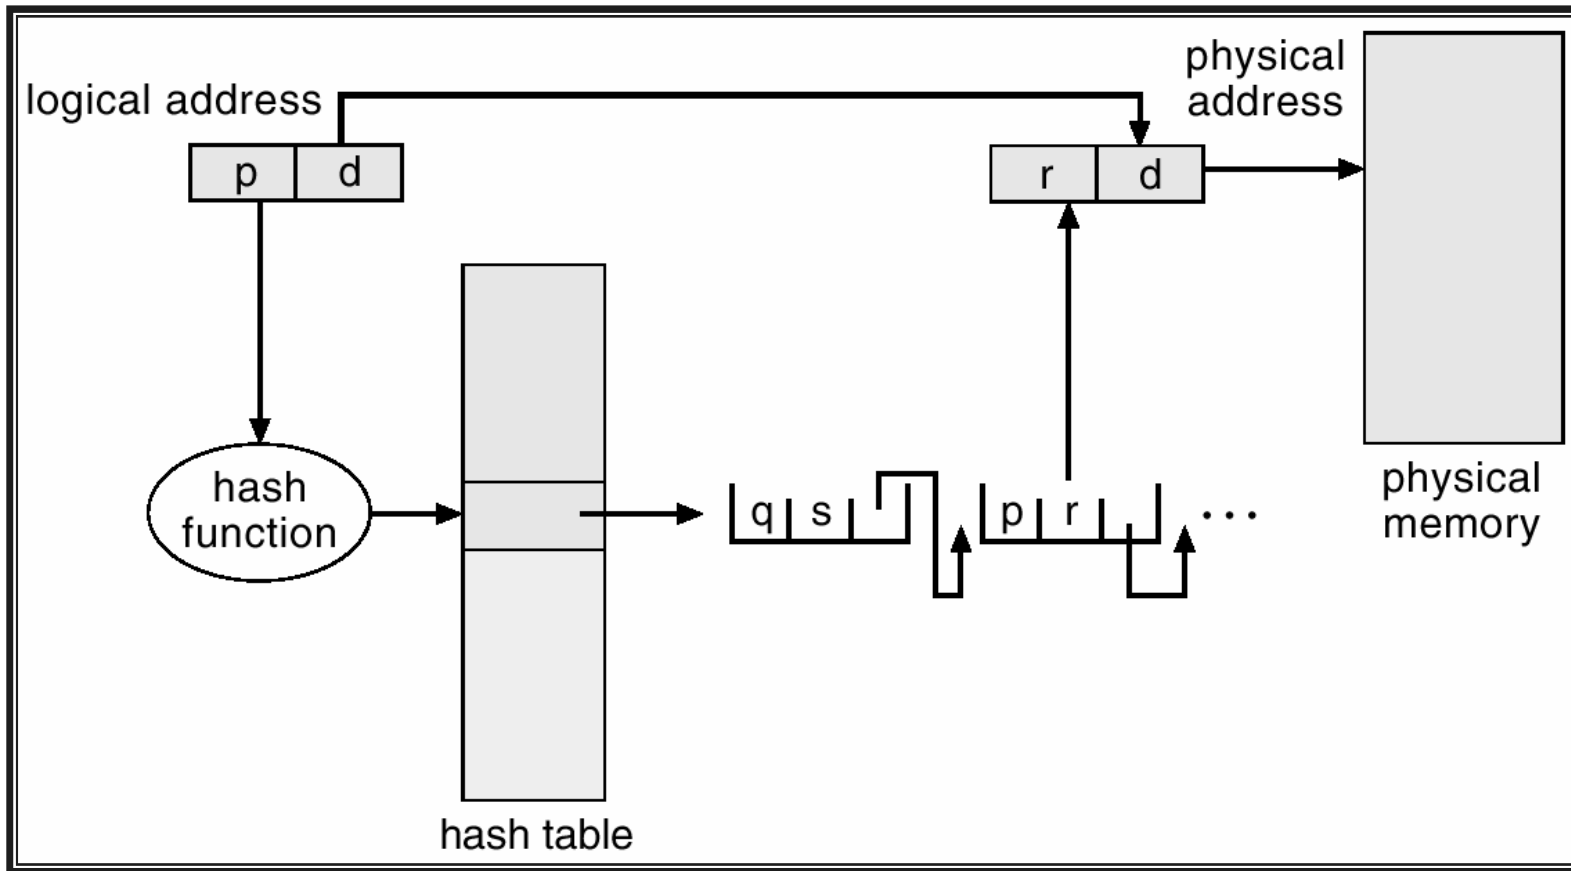 logical address
p d
physical
address
r d
hash
function
q s
p r
...
physical
memory
hash table